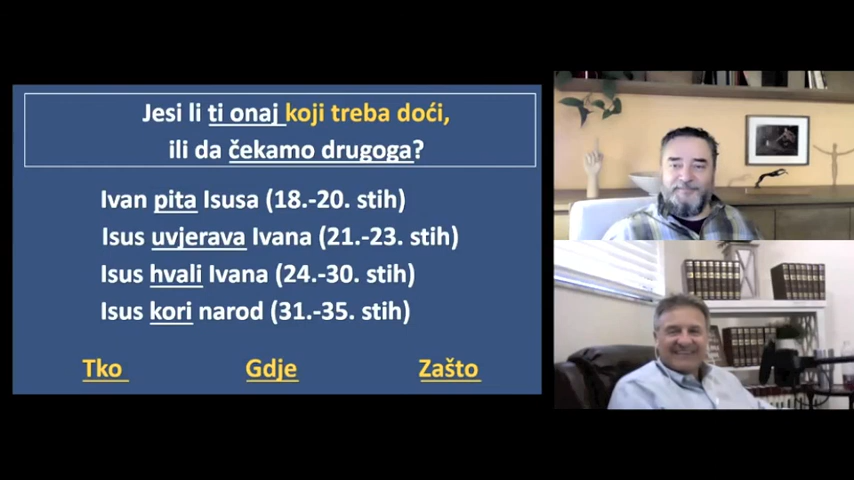 Jesi li ti onaj koji treba doći,
ili da čekamo drugoga?
Ivan pita Isusa (18.-20. stih)
Isus uvjerava Ivana (21.-23. stih)
Isus hvali Ivana (24.-30. stih)
Isus kori narod (31.-35. stih)
Tko Gdje Zašto